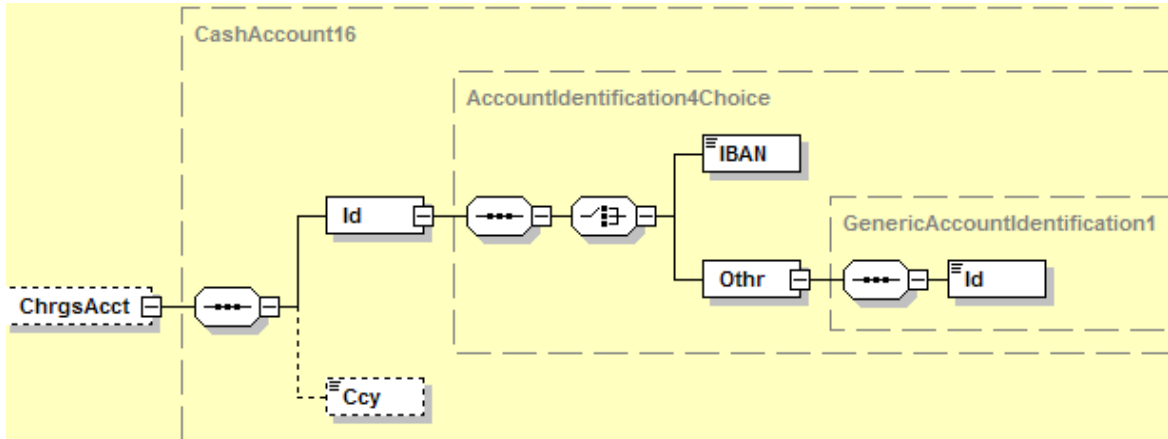 CashAccount16
AccountIdentification4Choice
IBAN
Id
GenericAccountIdentification1
Othr
Id
ChrgsAcct
Ccy